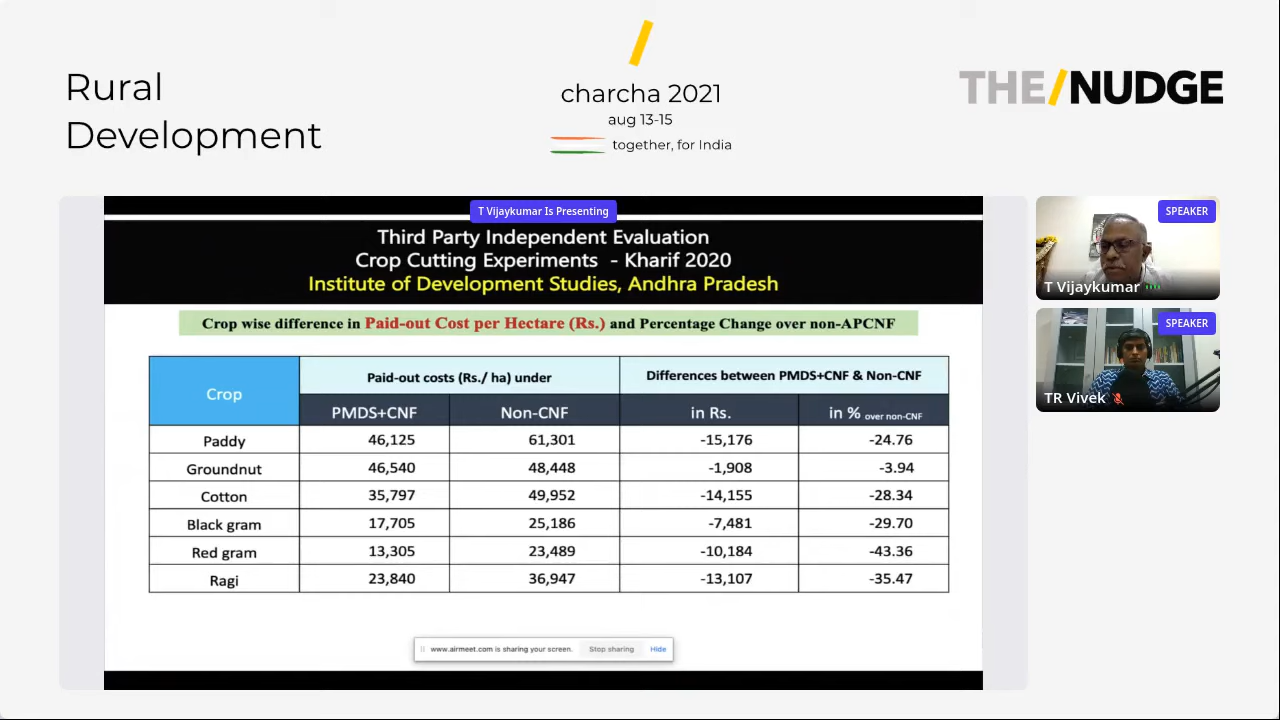 Rural
Development
charcha 2021
aug 13-15
together, for India
THE/NUDGE
T Vijaykumar Is Presenting
Third Party Independent Evaluation
Crop Cutting Experiments - Kharif 2020
Institute of Development Studies, Andhra Pradesh
Crop wise difference in Paid-out Cost per Hectare (Rs.) and Percentage Change over non-APCNF
Crop Paid-out costs (Rs./ ha) under Differences between PMDS+CNF & Non-CNF
PMDS+CNF Non-CNF in Rs. in % over non-CNF
Paddy 46,125 61,301 -15,176 -24.76
Groundnut 46,540 48,448 -1,908 -3.94
Cotton 35,797 49,952 -14,155 -28.34
Black gram 17,705 25,186 -7,481 -29.70
Red gram 13,305 23,489 -10,184 -43.36
Ragi 23,840 36,947 -13,107 -35.47
www.airmeet.com is sharing your screen. Stop sharing Hide
SPEAKER
T Vijaykumar
SPEAKER
TR Vivek